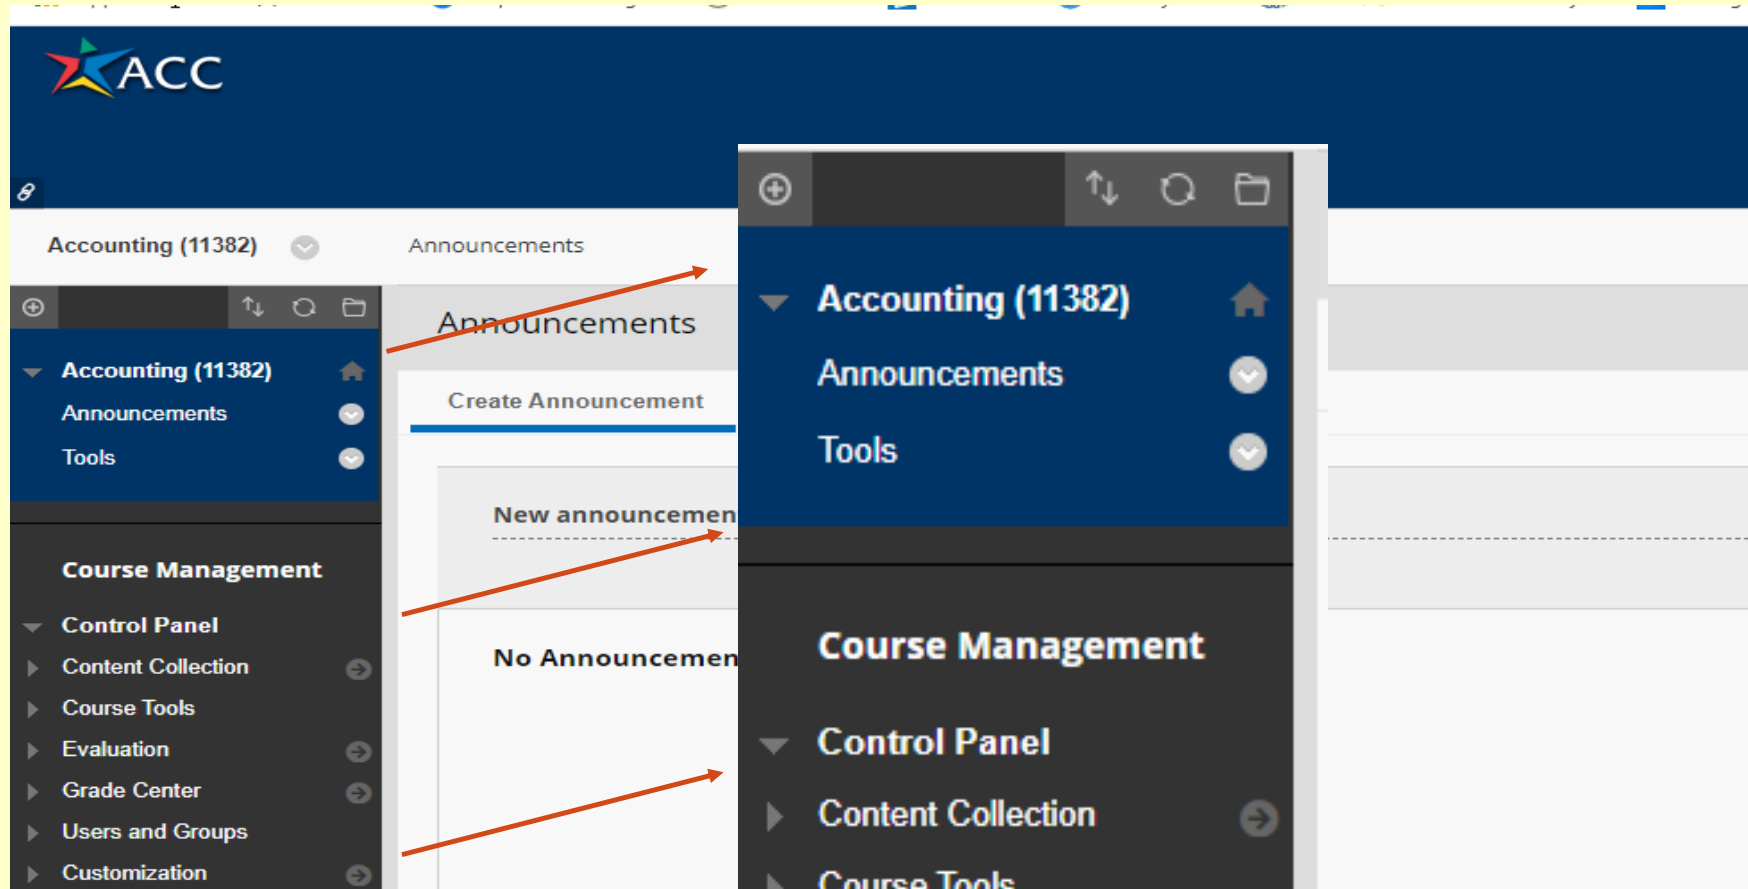 ACC
Accounting (11382)
Announcements
Accounting (11382)
Announcements
Tools
Course Management
Control Panel
Content Collection
Course Tools
Evaluation
Grade Center
Users and Groups
Customization
Announcements
Create Announcement
New announcemen
No Announcemen
Accounting (11382)
Announcements
Tools
Course Management
Control Panel
Content Collection
Course Tools